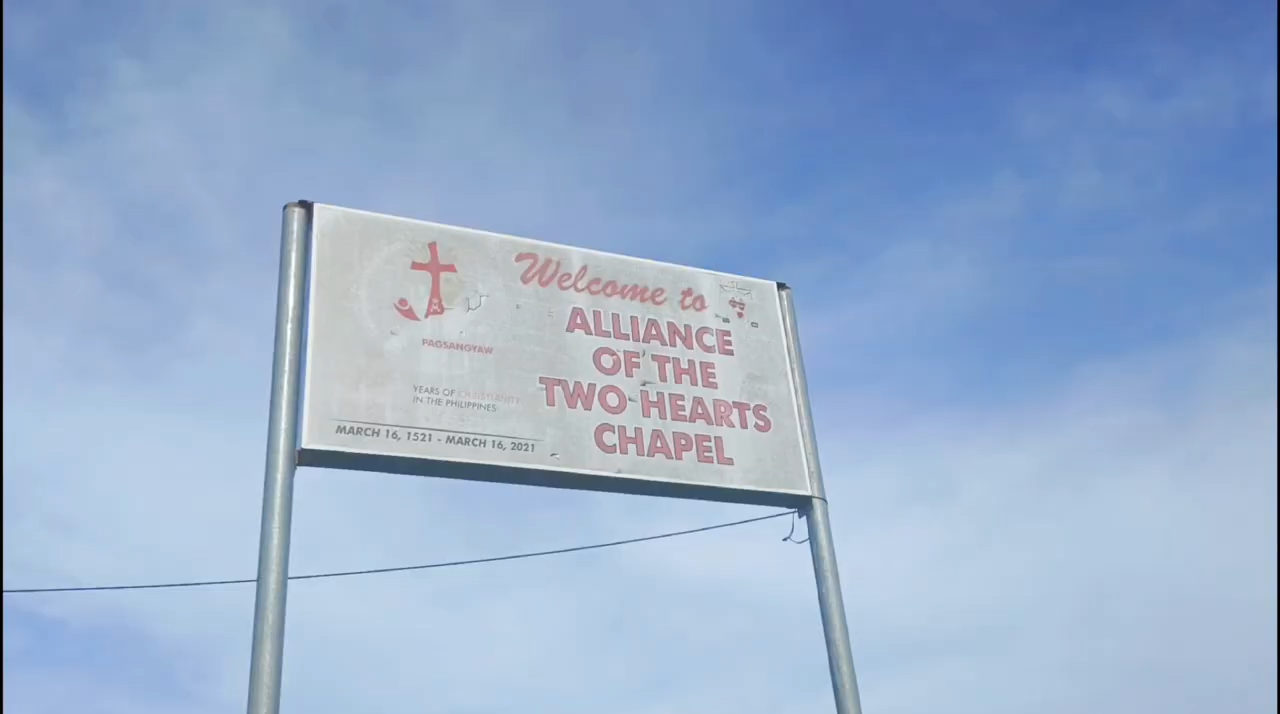 PAGSANGYAW
YEARS OF CHRISTIANITY
IN THE PHILIPPINES
MARCH 16, 1521 - MARCH 16, 2021
Welcome to
ALLIANCE
OF THE
TWO HEARTS
CHAPEL